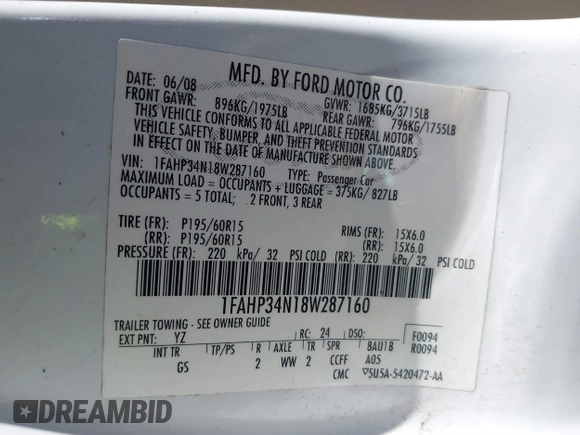 MFD. BY FORD MOTOR CO.
DATE: 06/08 GVWR: 1685KG/3715LB
FRONT GAWR: 896KG/1975LB REAR GAWR: 796KG/1755LB
THIS VEHICLE CONFORMS TO ALL APPLICABLE FEDERAL MOTOR
VEHICLE SAFETY, BUMPER, AND THEFT PREVENTION STANDARDS
IN EFFECT ON THE DATE OF MANUFACTURE SHOWN ABOVE.
VIN: 1FAHP34N18W287160 TYPE: Passenger Car
MAXIMUM LOAD = OCCUPANTS + LUGGAGE = 375KG/ 827LB
OCCUPANTS = 5 TOTAL; 2 FRONT, 3 REAR
TIRE (FR): P195/60R15 RIMS (FR): 15X6.0
(RR): P195/60R15 (RR): 15X6.0
PRESSURE (FR): 220 kPa/ 32 PSI COLD (RR): 220 kPa/ 32 PSI COLD
1FAHP34N18W287160
TRAILER TOWING - SEE OWNER GUIDE
EXT PNT: YZ RC: 24 DSO: F0094
INT TR TP/PS R AXLE TR SPR 8AU1B R0094
GS 2 WW 2 CCFF A05
CMC 5U5A-5420472-AA
DREAMBID